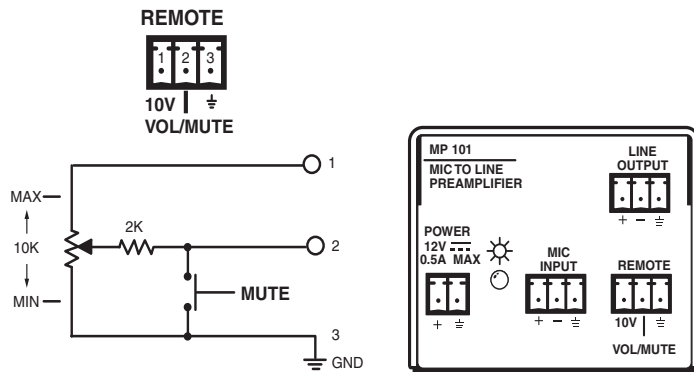 REMOTE
1 2 3
10V
VOL/MUTE
1
MAX
10K
2K
2
MIN
MUTE
3
GND
MP 101
MIC TO LINE
PREAMPLIFIER
LINE
OUTPUT
+ −
POWER
12V
0.5A MAX
+
MIC
INPUT
+ −
REMOTE
10V
VOL/MUTE